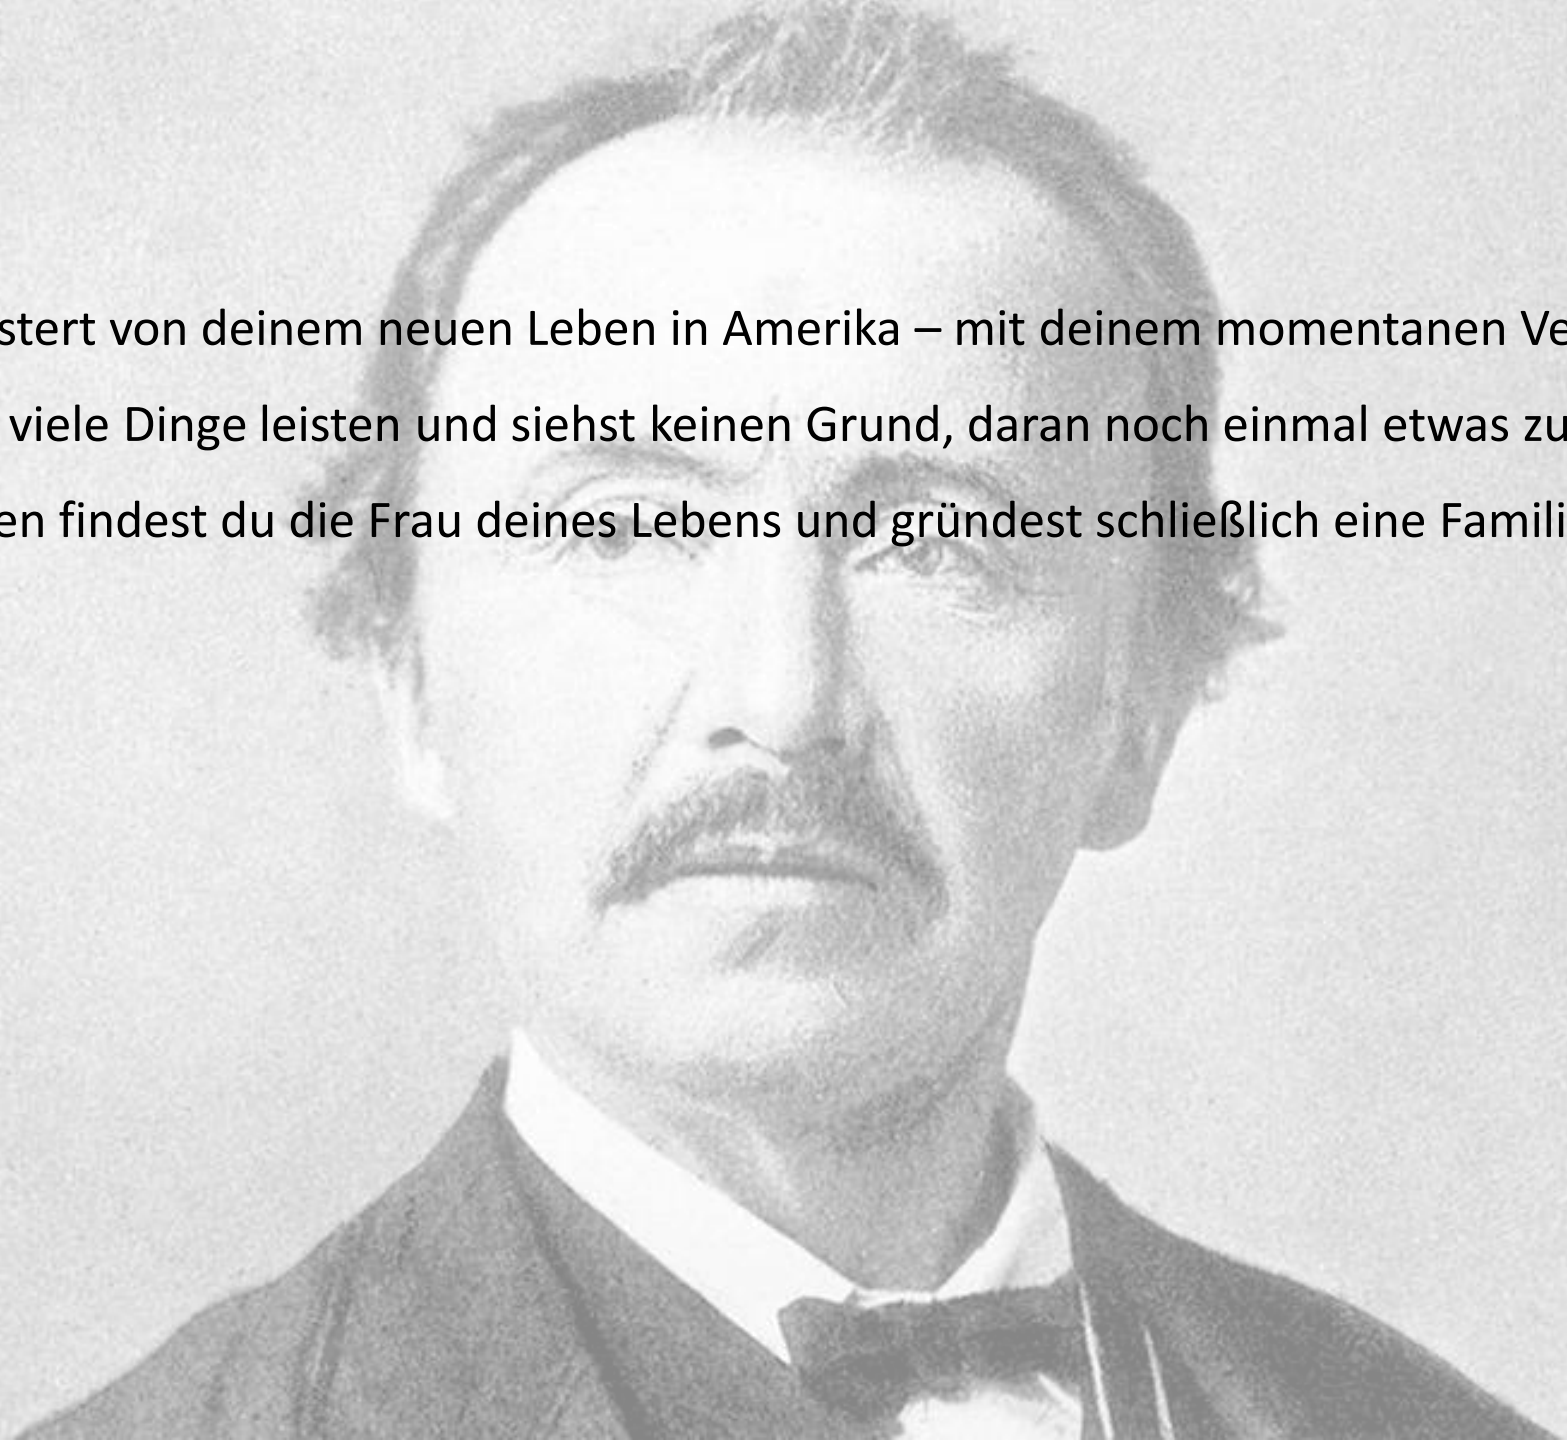 stert von deinem neuen Leben in Amerika – mit deinem momentanen Ve
viele Dinge leisten und siehst keinen Grund, daran noch einmal etwas zu
en findest du die Frau deines Lebens und gründest schließlich eine Famili